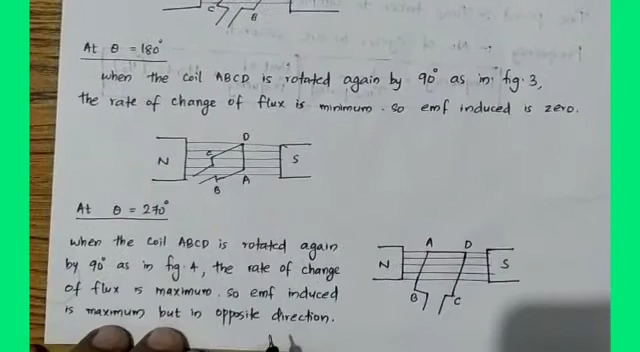 C B
At θ = 180°
when the coil ABCD is rotated again by 90° as in fig. 3,
the rate of change of flux is minimum. so emf induced is zero.
D
N C S
A
B
At θ = 270°
when the coil ABCD is rotated again
by 90° as in fig. 4, the rate of change
of flux is maximum. so emf induced
is maximum but in opposite direction.
A D
N S
B C